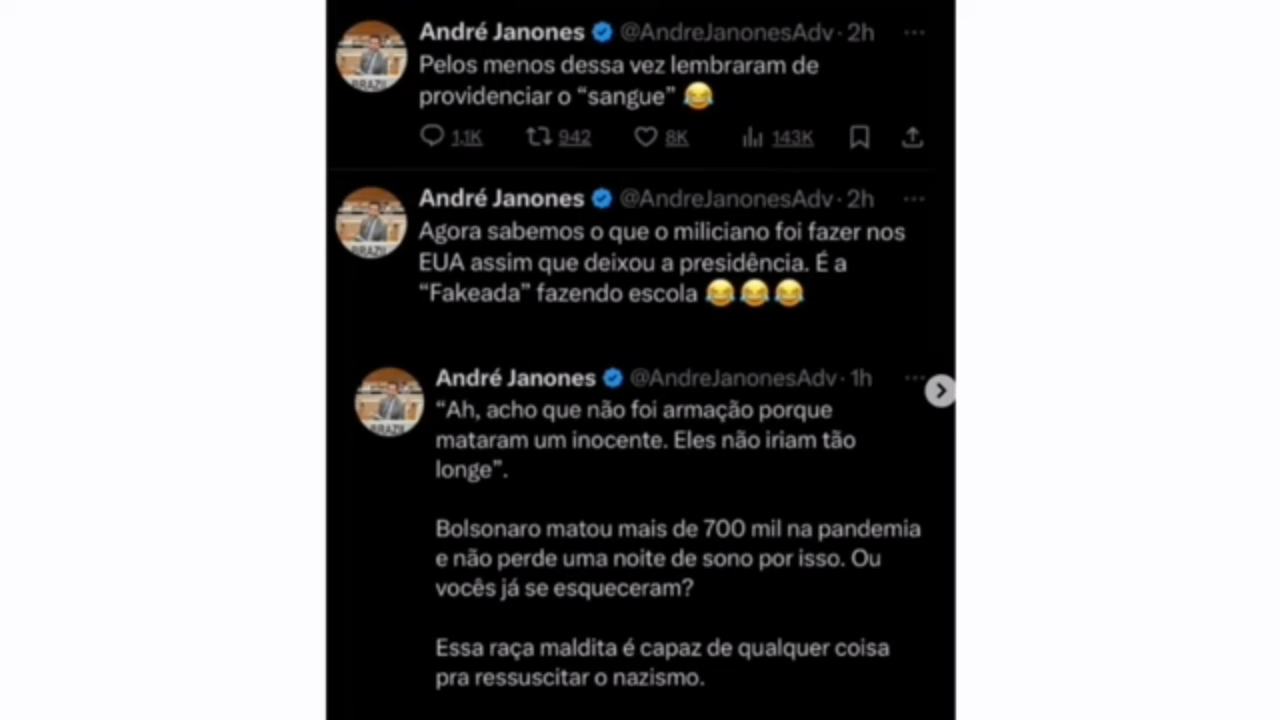 André Janones @AndreJanonesAdv · 2h
Pelos menos dessa vez lembraram de
providenciar o “sangue” 😂
1,1K 942 8K 143K
André Janones @AndreJanonesAdv · 2h
Agora sabemos o que o miliciano foi fazer nos
EUA assim que deixou a presidência. É a
“Fakeada” fazendo escola 😂😂😂
André Janones @AndreJanonesAdv · 1h
“Ah, acho que não foi armação porque
mataram um inocente. Eles não iriam tão
longe”.
Bolsonaro matou mais de 700 mil na pandemia
e não perde uma noite de sono por isso. Ou
vocês já se esqueceram?
Essa raça maldita é capaz de qualquer coisa
pra ressuscitar o nazismo.